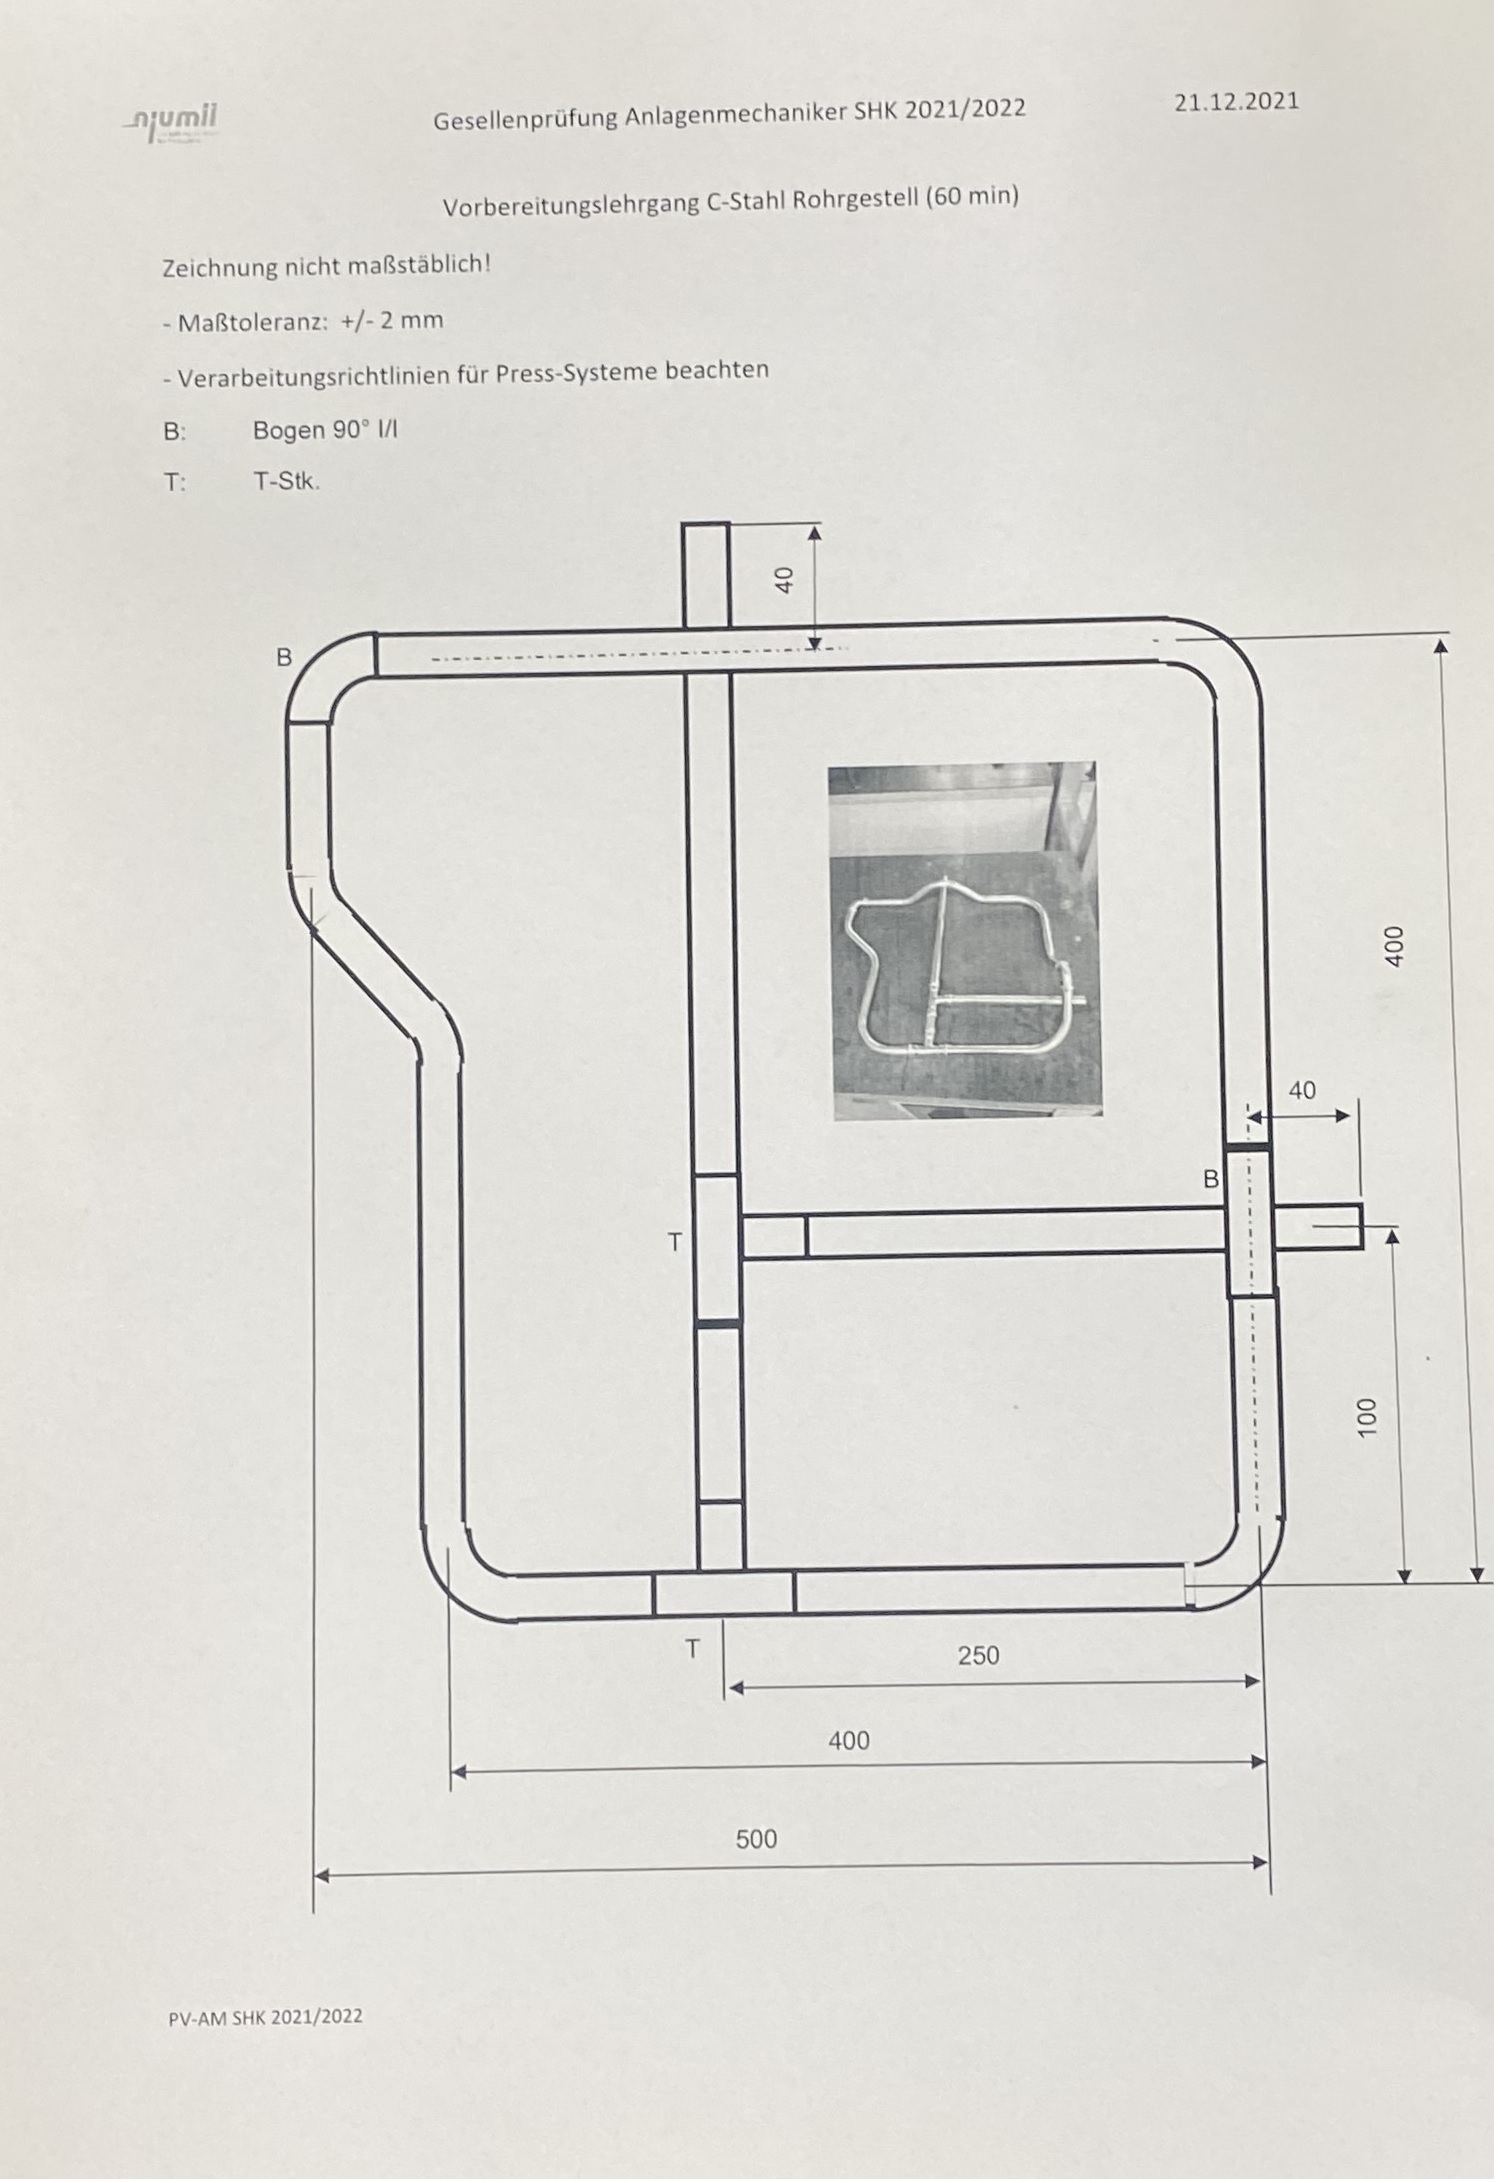 njumii
Gesellenprüfung Anlagenmechaniker SHK 2021/2022
21.12.2021
Vorbereitungslehrgang C-Stahl Rohrgestell (60 min)
Zeichnung nicht maßstäblich!
- Maßtoleranz: +/- 2 mm
- Verarbeitungsrichtlinien für Press-Systeme beachten
B: Bogen 90° I/I
T: T-Stk.
40
B
400
40
B
T
100
T
250
400
500
PV-AM SHK 2021/2022